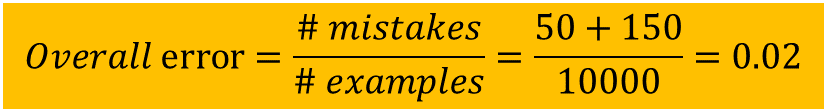 Overall error = # mistakes / # examples = 50 + 150 / 10000 = 0.02